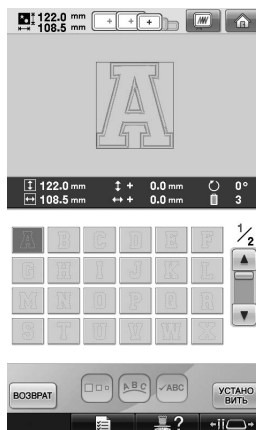 122.0 mm
108.5 mm
+ + +
A
122.0 mm + 0.0 mm 0°
108.5 mm + 0.0 mm 3
1/2
A B C D E F
G H I J K L
M N O P Q R
S T U V W X
ВОЗВРАТ
ABC
✓ABC
УСТАНО
ВИТЬ
?